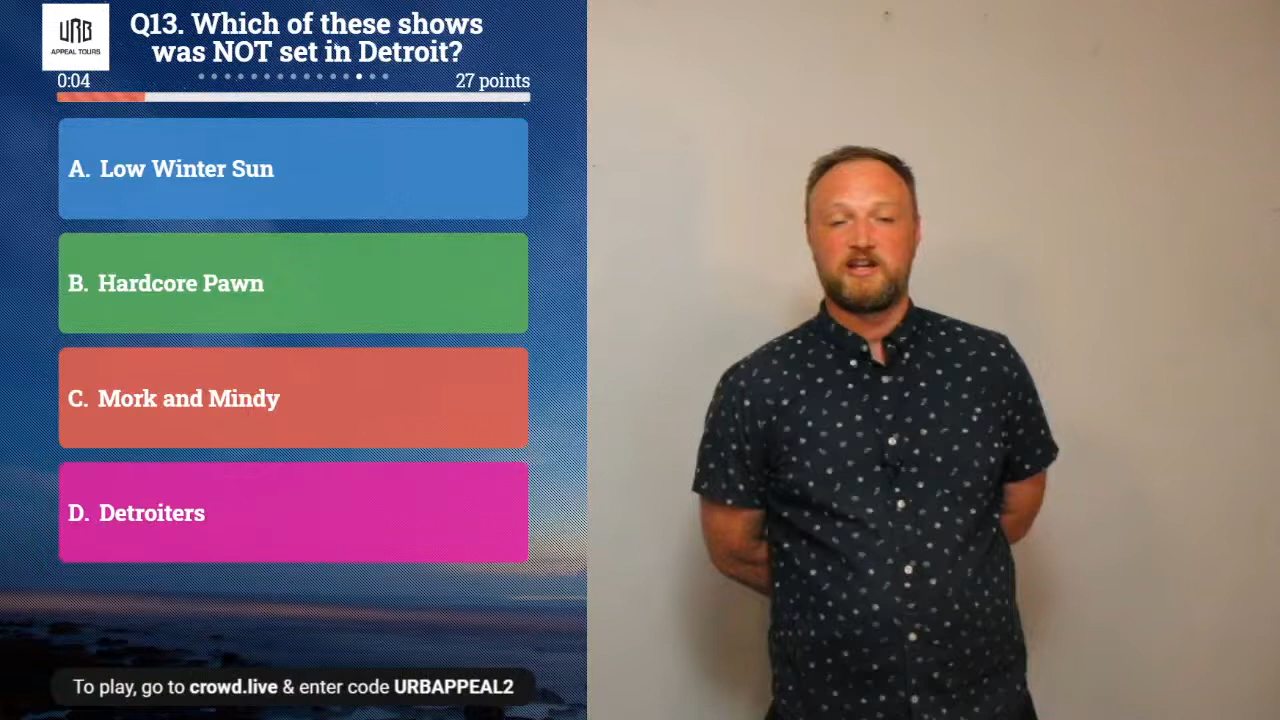 URB
APPEAL TOURS
Q13. Which of these shows
was NOT set in Detroit?
0:04
27 points
A. Low Winter Sun
B. Hardcore Pawn
C. Mork and Mindy
D. Detroiters
To play, go to crowd.live & enter code URBAPPEAL2